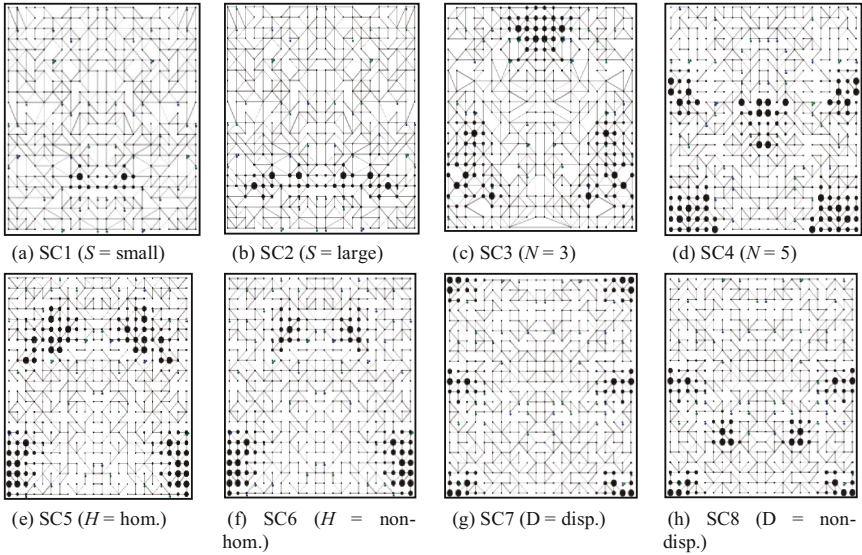 (a) SC1 (S = small)
(b) SC2 (S = large)
(c) SC3 (N = 3)
(d) SC4 (N = 5)
(e) SC5 (H = hom.)
(f) SC6 (H = non-
hom.)
(g) SC7 (D = disp.)
(h) SC8 (D = non-
disp.)